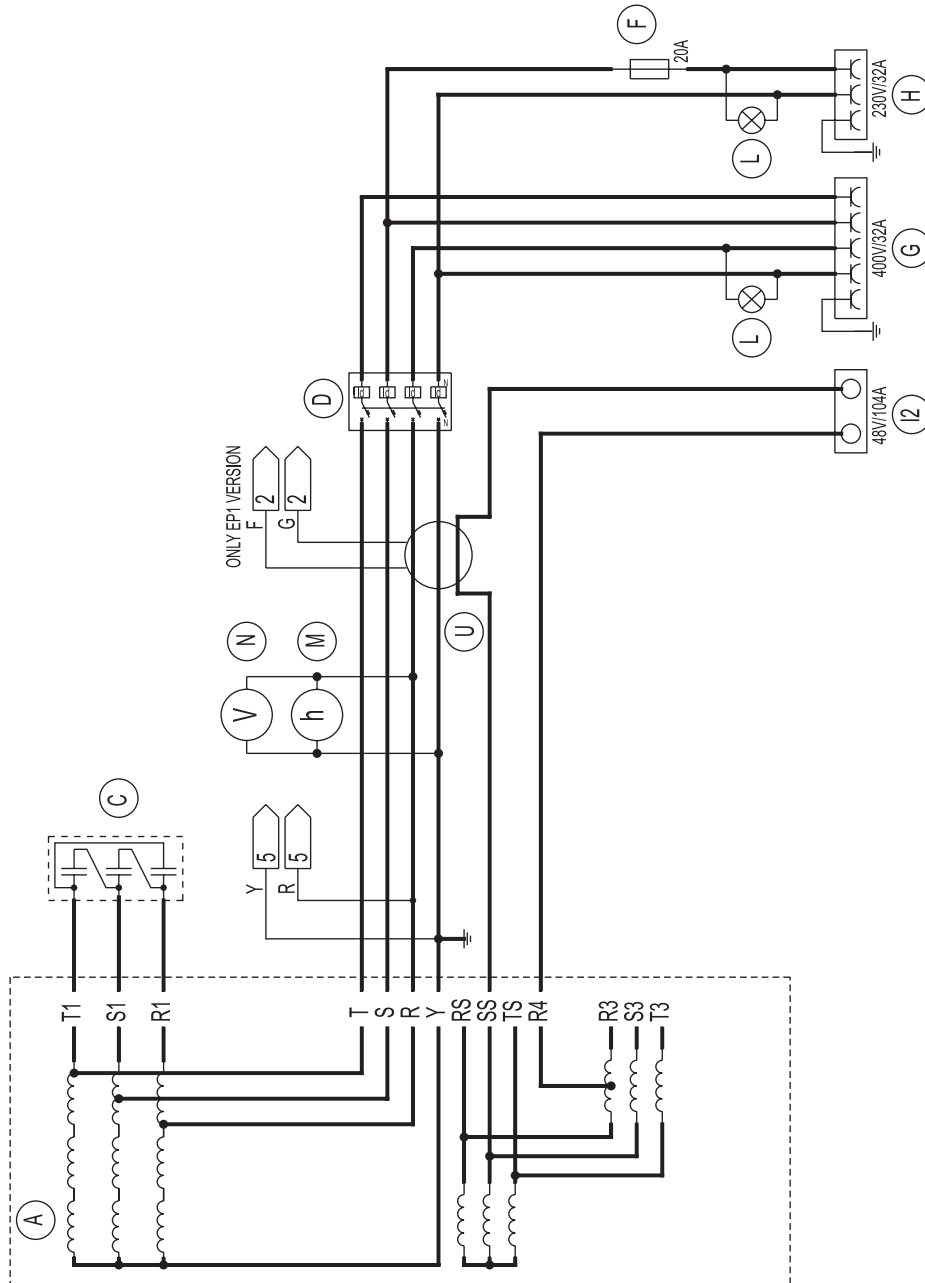 A
T1
S1
R1
C
T
S
R
Y
RS
SS
TS
R4
R3
S3
T3
Y
5
R
5
V
N
h
M
U
ONLY EP1 VERSION
F
2
G
2
D
N
N
F
20A
L
L
230V/32A
H
400V/32A
G
48V/104A
I2